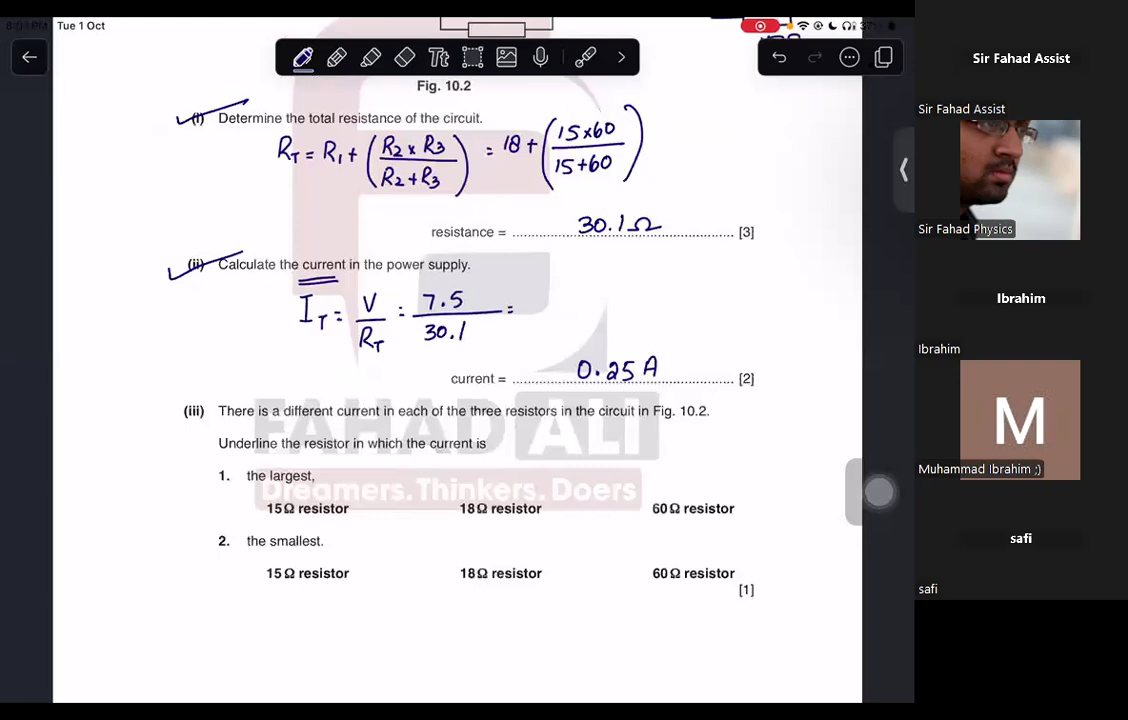 Tue 1 Oct
Tt
Fig. 10.2
(i) Determine the total resistance of the circuit.
R_T = R_1 + (R_2 × R_3 / R_2 + R_3) = 18 + (15 × 60 / 15 + 60)
resistance = 30.1 Ω [3]
(ii) Calculate the current in the power supply.
I_T = V / R_T = 7.5 / 30.1 =
current = 0.25 A [2]
(iii) There is a different current in each of the three resistors in the circuit in Fig. 10.2.
FAHAD ALI
Underline the resistor in which the current is
1. the largest,
Dreamers.Thinkers.Doers
15 Ω resistor 18 Ω resistor 60 Ω resistor
2. the smallest.
15 Ω resistor 18 Ω resistor 60 Ω resistor
[1]
Sir Fahad Assist
Sir Fahad Assist
Sir Fahad Physics
Ibrahim
Ibrahim
M
Muhammad Ibrahim ;)
safi
safi